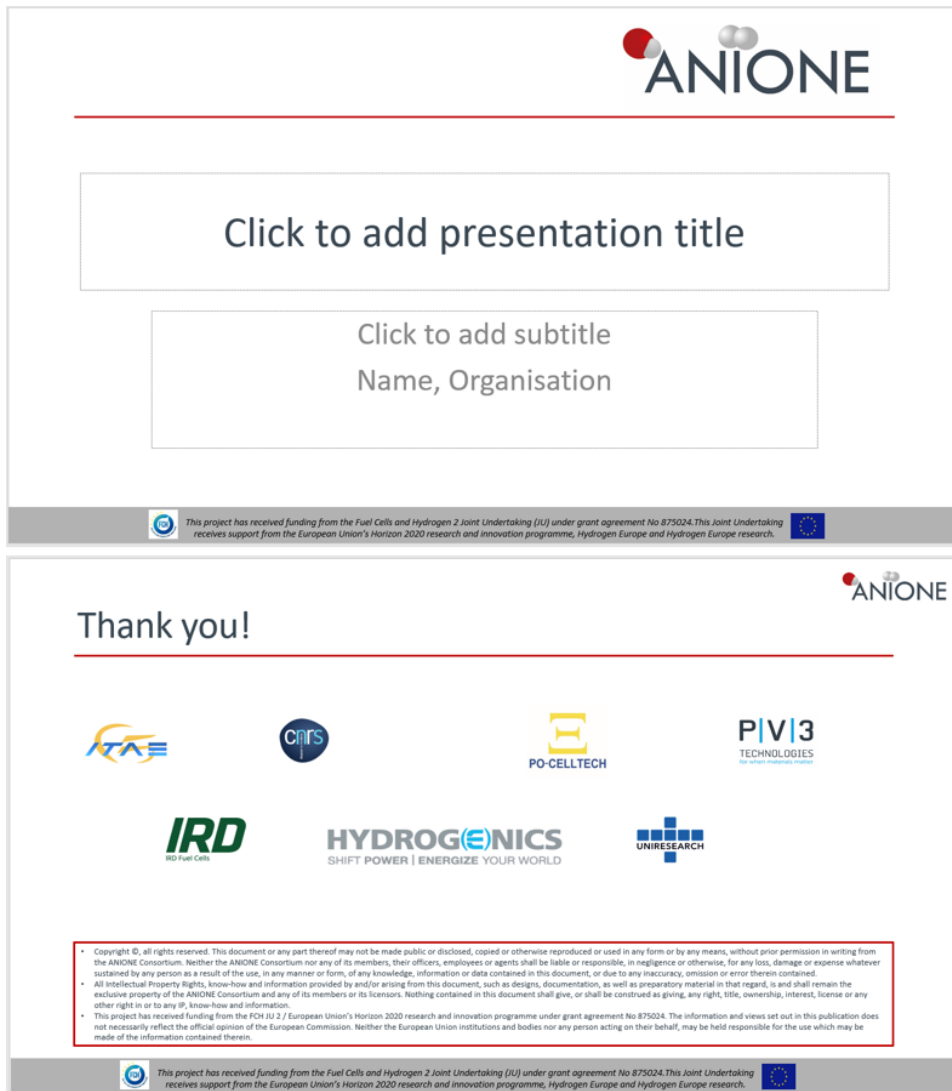 ANIONE
Click to add presentation title
Click to add subtitle
Name, Organisation
FCH
This project has received funding from the Fuel Cells and Hydrogen 2 Joint Undertaking (JU) under grant agreement No 875024.This Joint Undertaking
receives support from the European Union's Horizon 2020 research and innovation programme, Hydrogen Europe and Hydrogen Europe research.
ANIONE
Thank you!
ITAE
cnrs
PO-CELLTECH
P|V|3
TECHNOLOGIES
for when materials matter
IRD
IRD Fuel Cells
HYDROG(E)NICS
SHIFT POWER | ENERGIZE YOUR WORLD
UNIRESEARCH
• Copyright ©, all rights reserved. This document or any part thereof may not be made public or disclosed, copied or otherwise reproduced or used in any form or by any means, without prior permission in writing from
the ANIONE Consortium. Neither the ANIONE Consortium nor any of its members, their officers, employees or agents shall be liable or responsible, in negligence or otherwise, for any loss, damage or expense whatever
sustained by any person as a result of the use, in any manner or form, of any knowledge, information or data contained in this document, or due to any inaccuracy, omission or error therein contained.
• All Intellectual Property Rights, know-how and information provided by and/or arising from this document, such as designs, documentation, as well as preparatory material in that regard, is and shall remain the
exclusive property of the ANIONE Consortium and any of its members or its licensors. Nothing contained in this document shall give, or shall be construed as giving, any right, title, ownership, interest, license or any
other right in or to any IP, know-how and information.
• This project has received funding from the FCH JU 2 / European Union's Horizon 2020 research and innovation programme under grant agreement No 875024. The information and views set out in this publication does
not necessarily reflect the official opinion of the European Commission. Neither the European Union institutions and bodies nor any person acting on their behalf, may be held responsible for the use which may be
made of the information contained therein.
FCH
This project has received funding from the Fuel Cells and Hydrogen 2 Joint Undertaking (JU) under grant agreement No 875024.This Joint Undertaking
receives support from the European Union's Horizon 2020 research and innovation programme, Hydrogen Europe and Hydrogen Europe research.